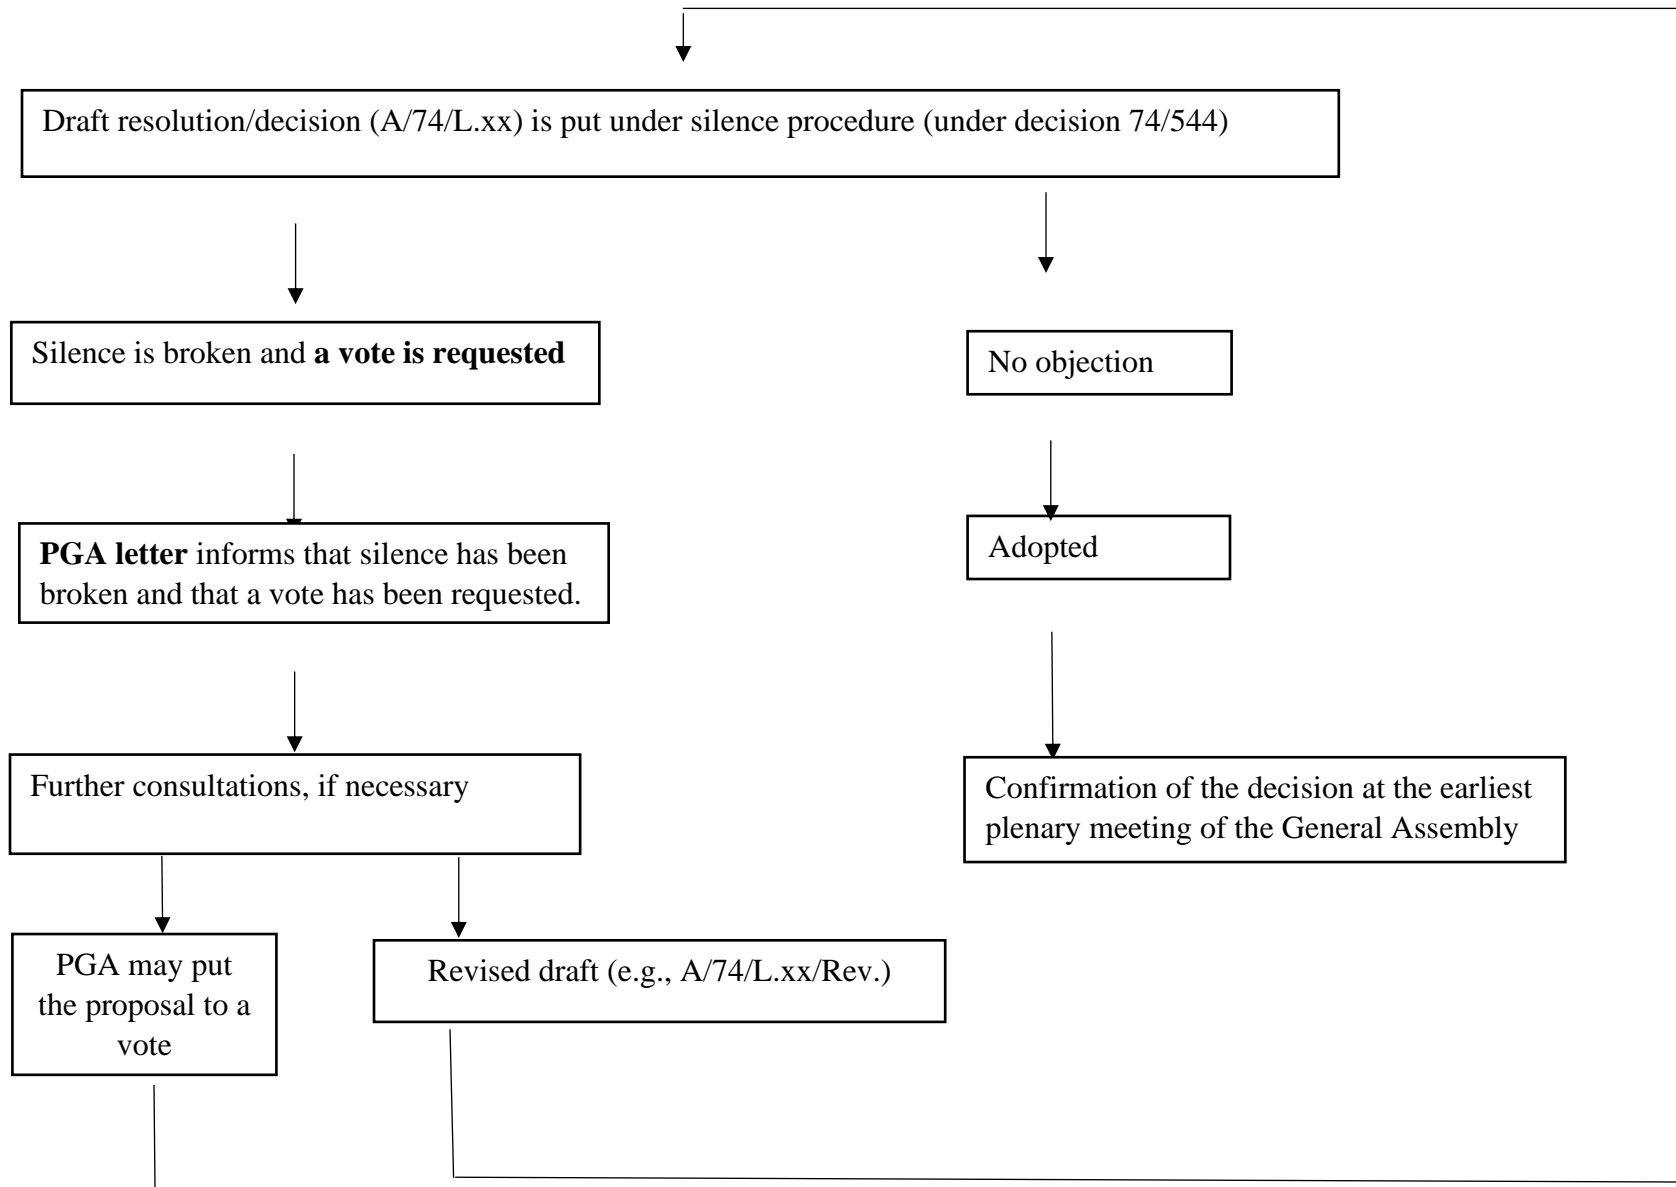 Draft resolution/decision (A/74/L.xx) is put under silence procedure (under decision 74/544)
Silence is broken and a vote is requested
No objection
PGA letter informs that silence has been
broken and that a vote has been requested.
Adopted
Further consultations, if necessary
Confirmation of the decision at the earliest
plenary meeting of the General Assembly
PGA may put
the proposal to a
vote
Revised draft (e.g., A/74/L.xx/Rev.)